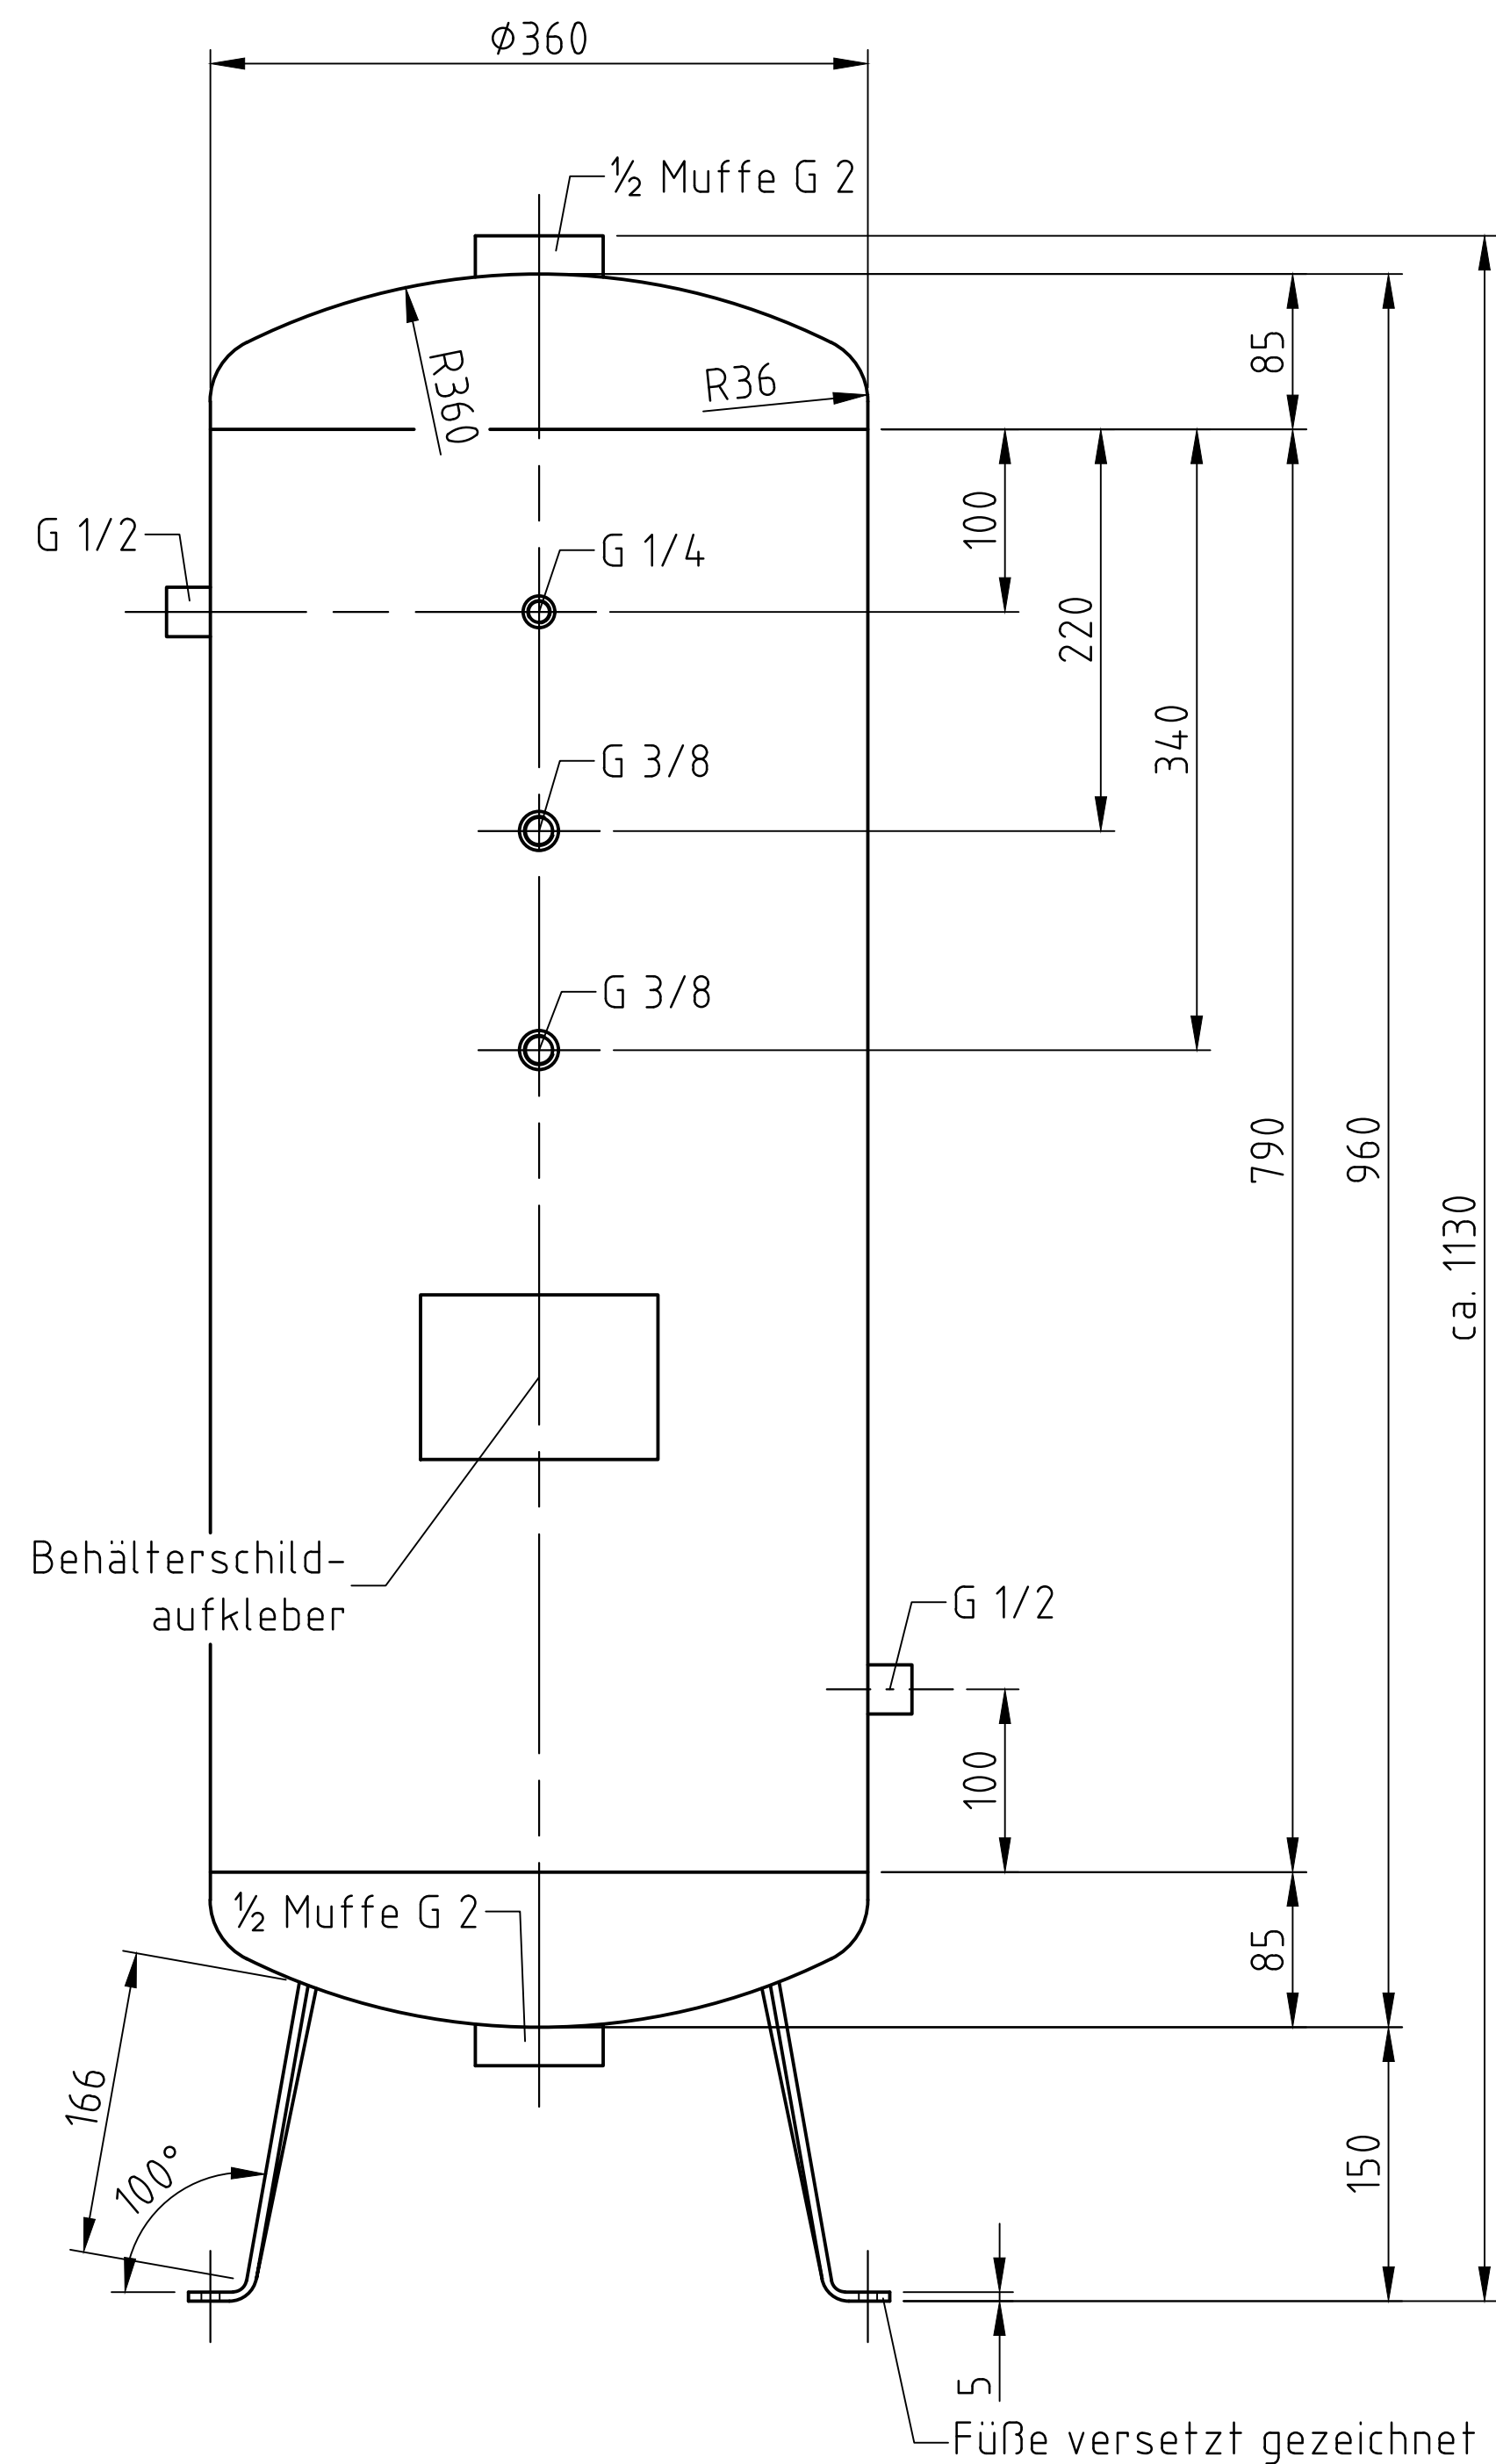 ⌀360
½ Muffe G 2
85
R360
R36
G 1/2
G 1/4
100
220
G 3/8
340
G 3/8
790
960
ca. 1130
Behälterschild-
aufkleber
G 1/2
100
½ Muffe G 2
85
166
100°
150
5
Füße versetzt gezeichnet